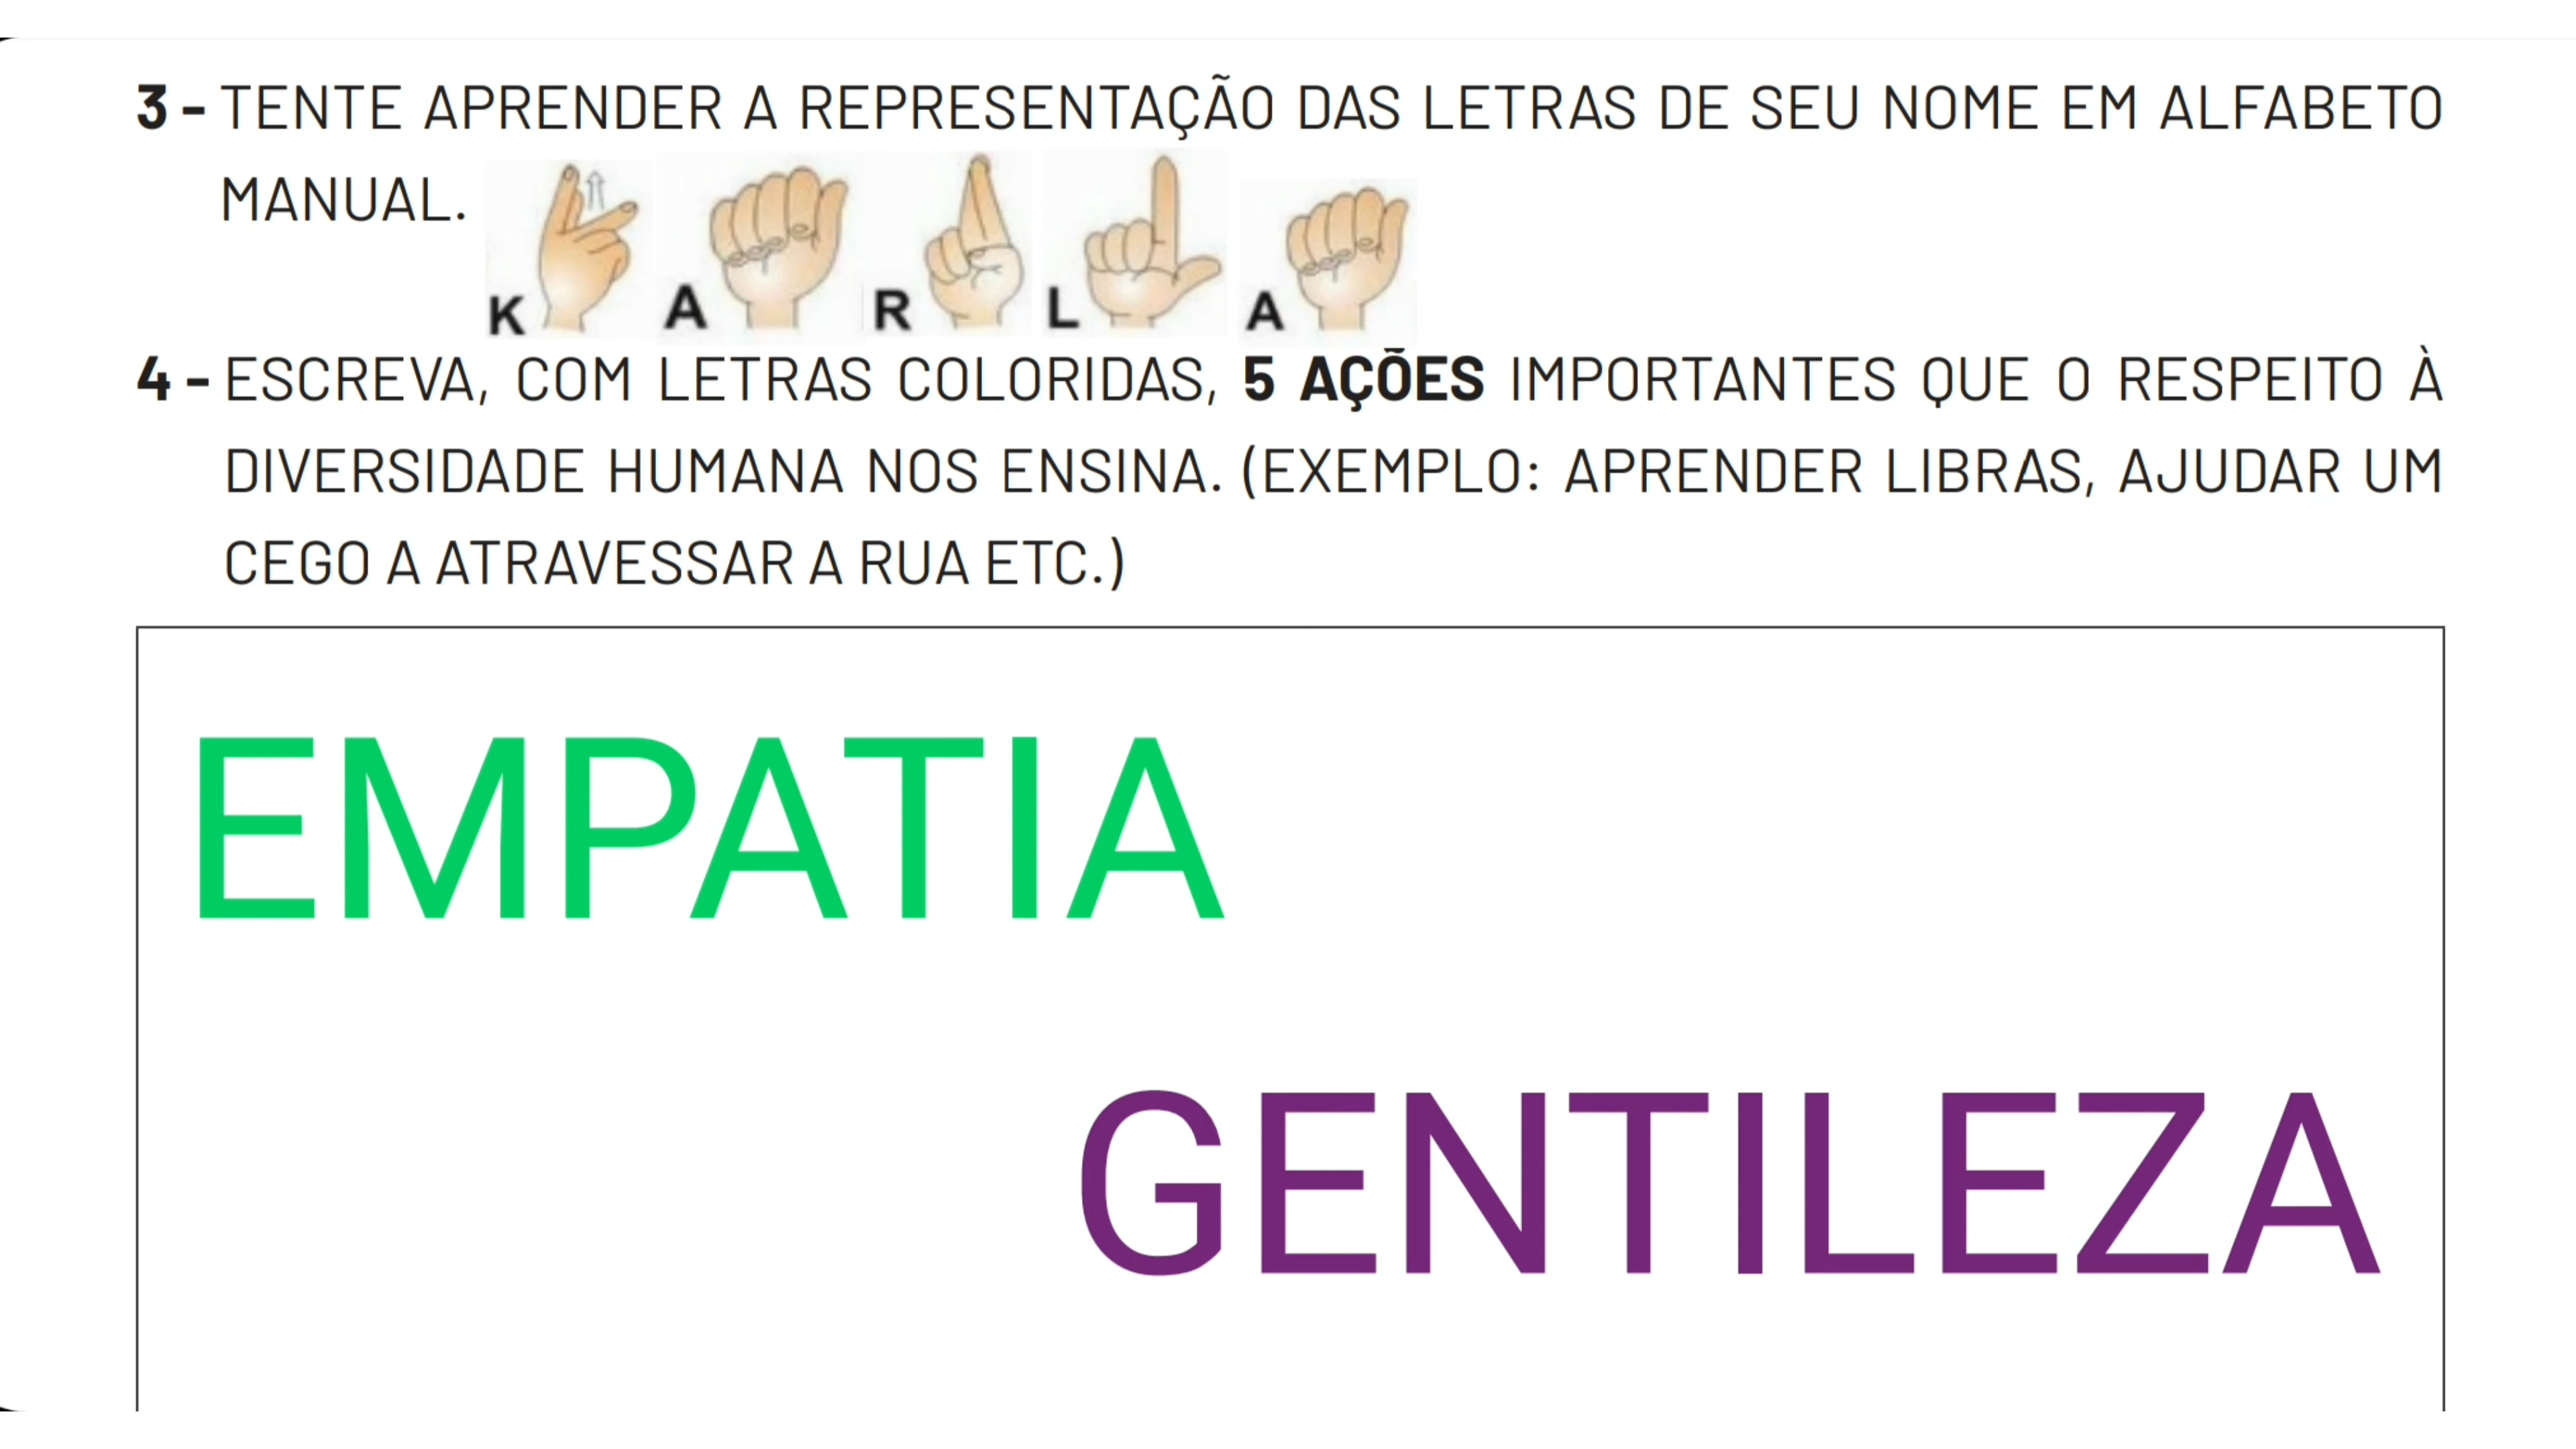 3 - TENTE APRENDER A REPRESENTAÇÃO DAS LETRAS DE SEU NOME EM ALFABETO
MANUAL.
K A R L A
4 - ESCREVA, COM LETRAS COLORIDAS, 5 AÇÕES IMPORTANTES QUE O RESPEITO À
DIVERSIDADE HUMANA NOS ENSINA. (EXEMPLO: APRENDER LIBRAS, AJUDAR UM
CEGO A ATRAVESSAR A RUA ETC.)
EMPATIA
GENTILEZA